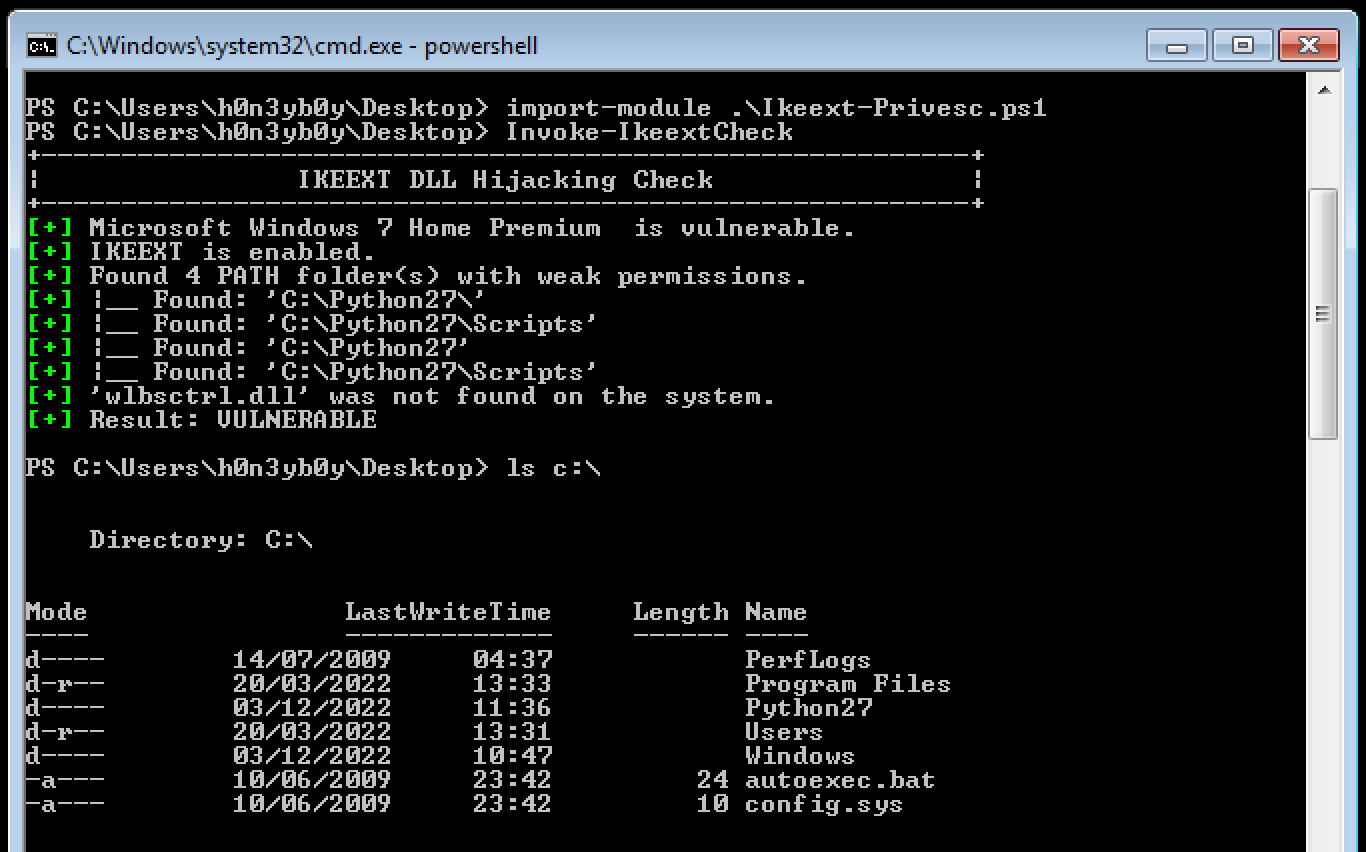 C:\Windows\system32\cmd.exe - powershell
PS C:\Users\h0n3yb0y\Desktop> import-module .\Ikeext-Privesc.ps1
PS C:\Users\h0n3yb0y\Desktop> Invoke-IkeextCheck
+----------------------------------------------------------+
¦                IKEEXT DLL Hijacking Check                ¦
+----------------------------------------------------------+
[+] Microsoft Windows 7 Home Premium  is vulnerable.
[+] IKEEXT is enabled.
[+] Found 4 PATH folder(s) with weak permissions.
[+] ¦__ Found: 'C:\Python27\'
[+] ¦__ Found: 'C:\Python27\Scripts'
[+] ¦__ Found: 'C:\Python27'
[+] ¦__ Found: 'C:\Python27\Scripts'
[+] 'wlbsctrl.dll' was not found on the system.
[+] Result: VULNERABLE
PS C:\Users\h0n3yb0y\Desktop> ls c:\
    Directory: C:\
Mode                LastWriteTime     Length Name
----                -------------     ------ ----
d----        14/07/2009     04:37            PerfLogs
d-r--        20/03/2022     13:33            Program Files
d----        03/12/2022     11:36            Python27
d-r--        20/03/2022     13:31            Users
d----        03/12/2022     10:47            Windows
-a---        10/06/2009     23:42         24 autoexec.bat
-a---        10/06/2009     23:42         10 config.sys